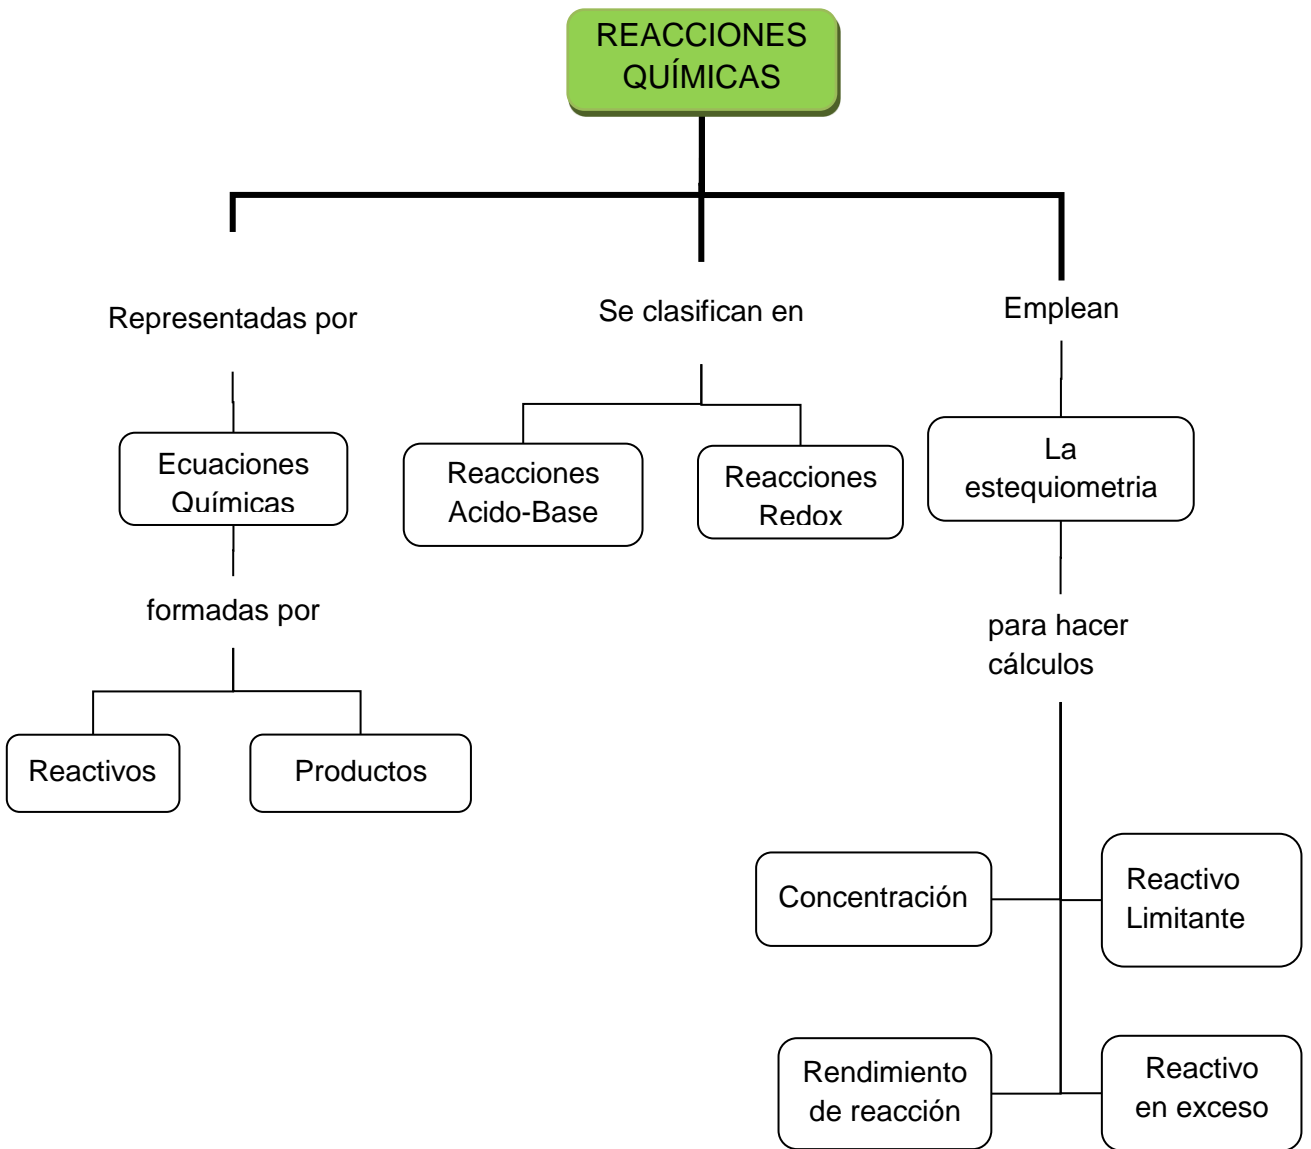 REACCIONES
QUÍMICAS
Representadas por
Se clasifican en
Emplean
Ecuaciones
Químicas
Reacciones
Acido-Base
Reacciones
Redox
La
estequiometria
formadas por
para hacer
cálculos
Reactivos
Productos
Concentración
Reactivo
Limitante
Rendimiento
de reacción
Reactivo
en exceso